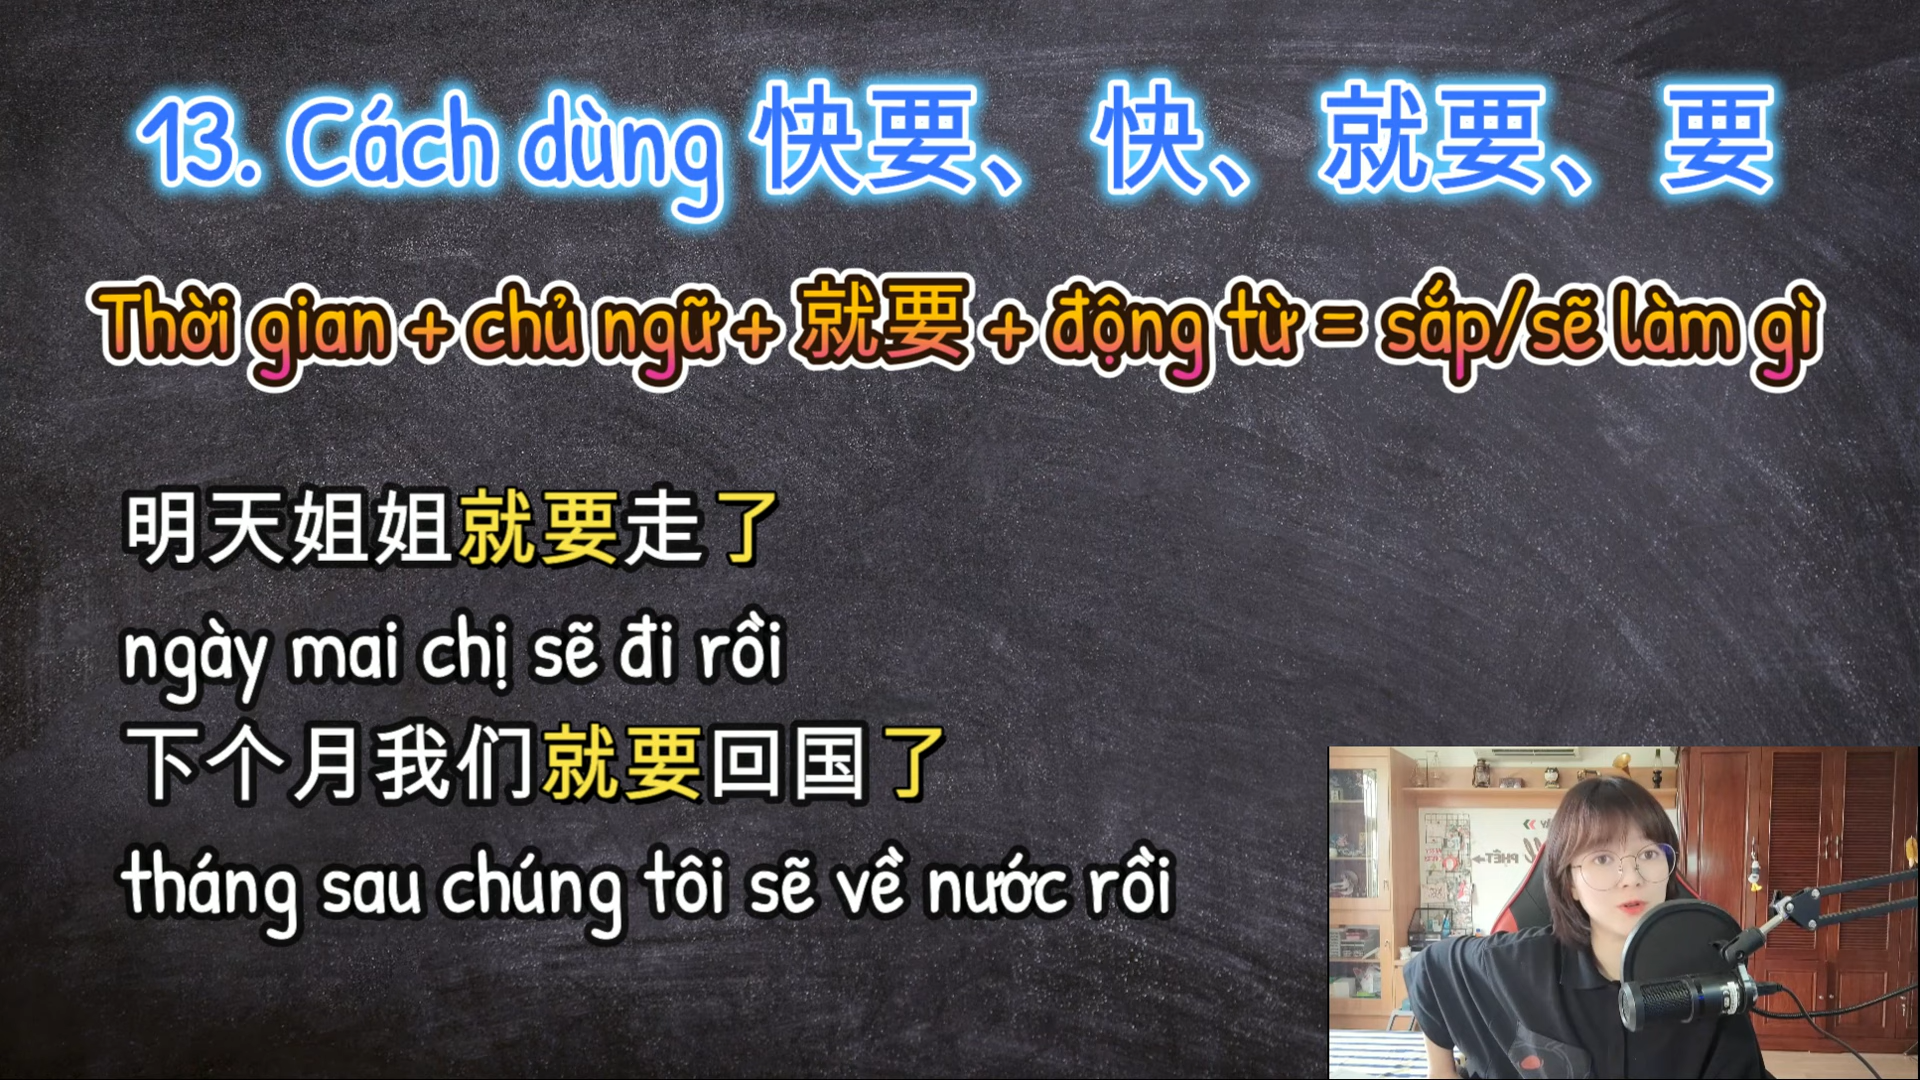 13. Cách dùng 快要、快、就要、要
Thời gian + chủ ngữ + 就要 + động từ = sắp/sẽ làm gì
明天姐姐就要走了
ngày mai chị sẽ đi rồi
下个月我们就要回国了
tháng sau chúng tôi sẽ về nước rồi